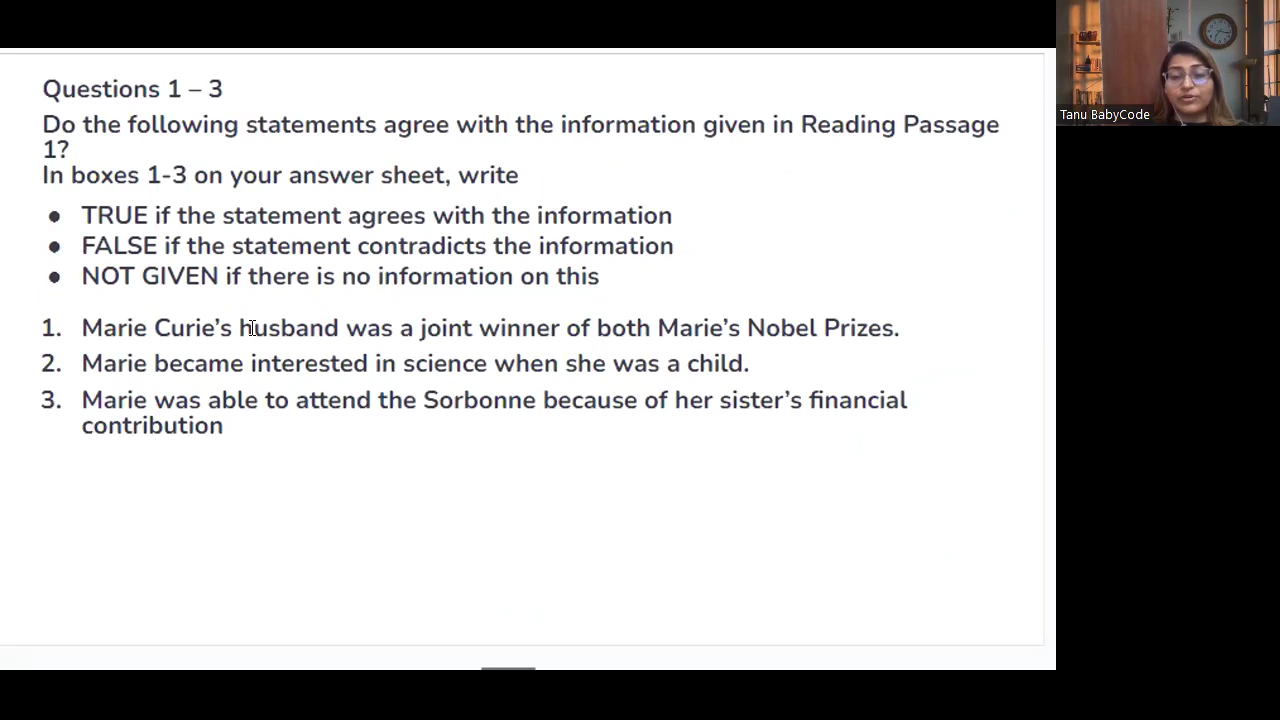 Questions 1 – 3
Do the following statements agree with the information given in Reading Passage
1?
In boxes 1-3 on your answer sheet, write
● TRUE if the statement agrees with the information
● FALSE if the statement contradicts the information
● NOT GIVEN if there is no information on this
1. Marie Curie’s husband was a joint winner of both Marie’s Nobel Prizes.
2. Marie became interested in science when she was a child.
3. Marie was able to attend the Sorbonne because of her sister’s financial
contribution
Tanu BabyCode